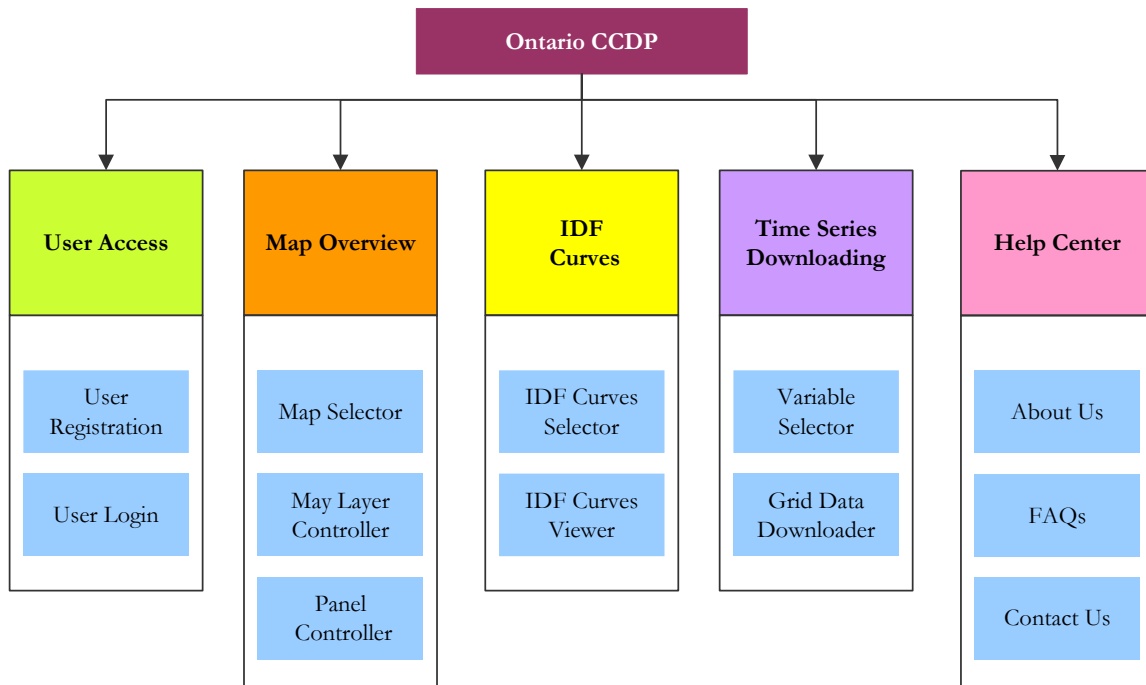 Ontario CCDP
User Access
Map Overview
IDF
Curves
Time Series
Downloading
Help Center
User
Registration
User Login
Map Selector
May Layer
Controller
Panel
Controller
IDF Curves
Selector
IDF Curves
Viewer
Variable
Selector
Grid Data
Downloader
About Us
FAQs
Contact Us